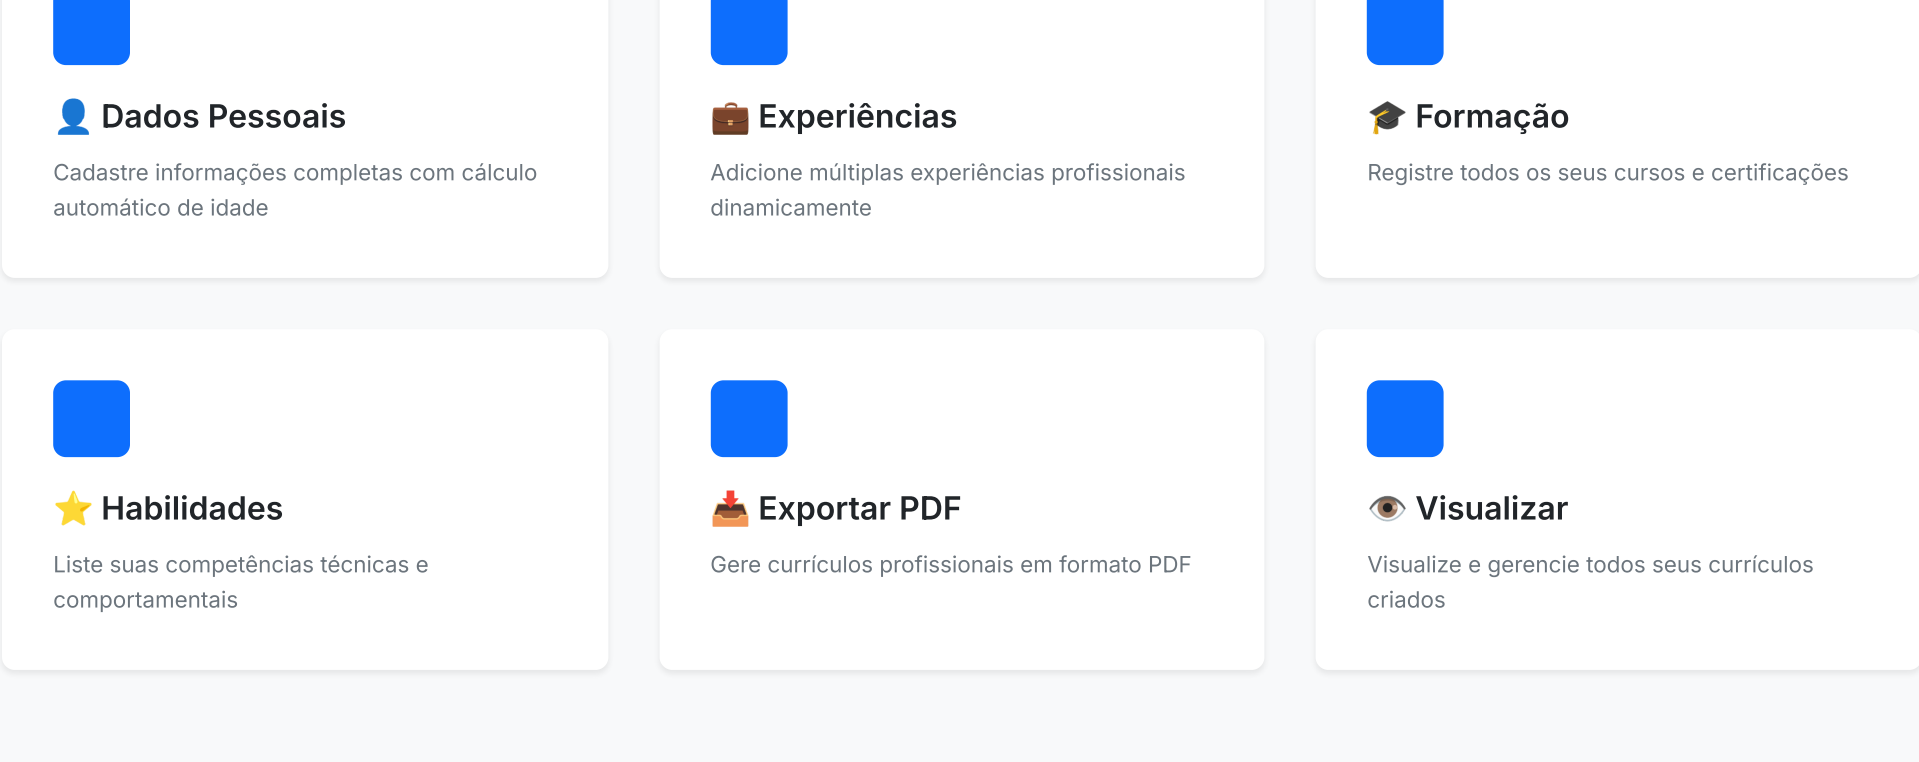 👤 Dados Pessoais
Cadastre informações completas com cálculo
automático de idade
💼 Experiências
Adicione múltiplas experiências profissionais
dinamicamente
🎓 Formação
Registre todos os seus cursos e certificações
⭐ Habilidades
Liste suas competências técnicas e
comportamentais
📥 Exportar PDF
Gere currículos profissionais em formato PDF
👁️ Visualizar
Visualize e gerencie todos seus currículos
criados